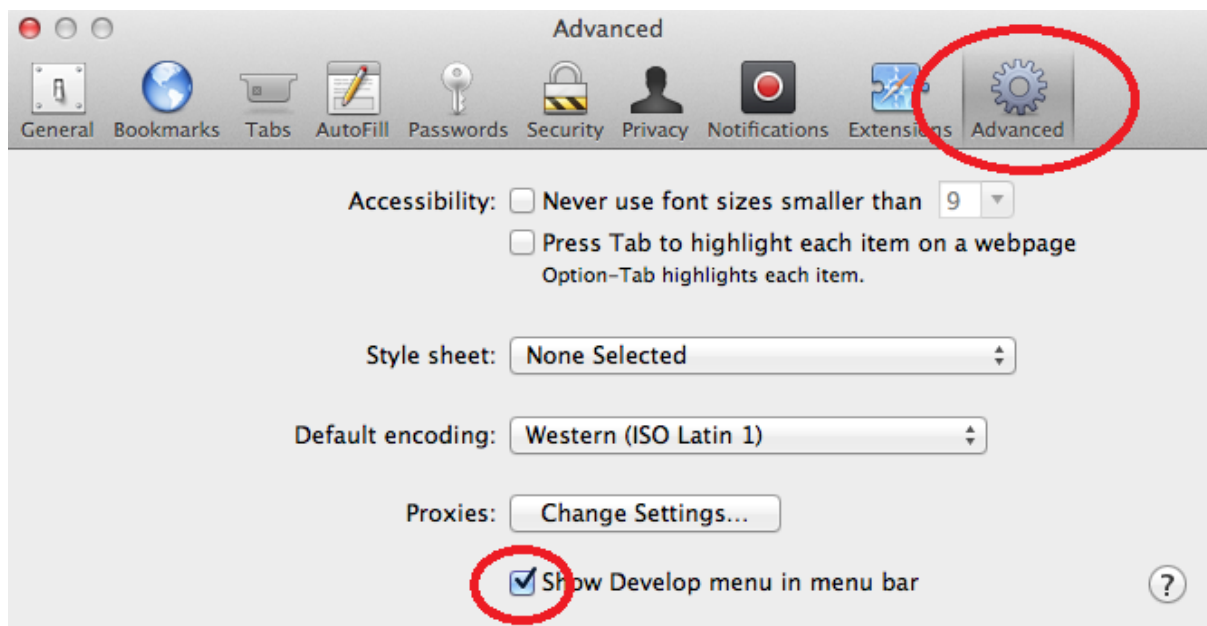 Advanced
General Bookmarks Tabs AutoFill Passwords Security Privacy Notifications Extensions Advanced
Accessibility: Never use font sizes smaller than 9
Press Tab to highlight each item on a webpage
Option-Tab highlights each item.
Style sheet: None Selected
Default encoding: Western (ISO Latin 1)
Proxies: Change Settings...
Show Develop menu in menu bar ?